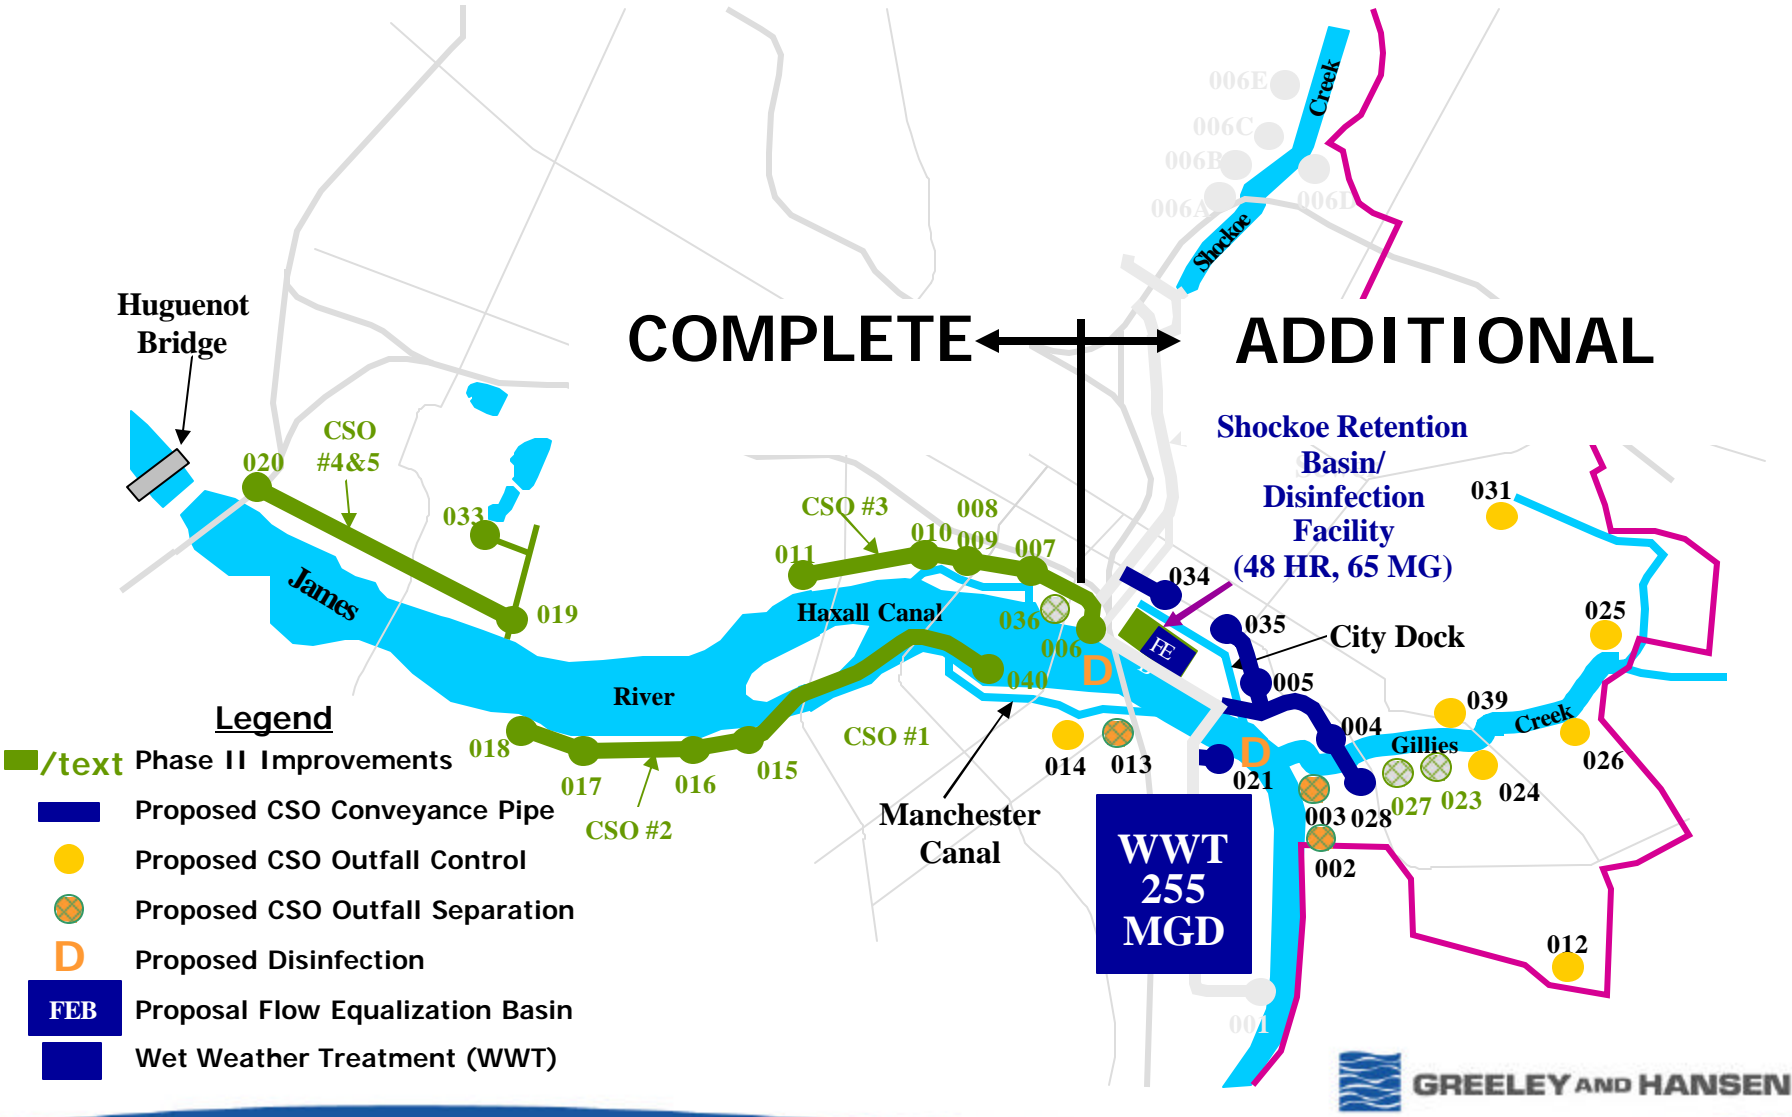 006E
Creek
006C
006B
006D
006A
Shockoe
Huguenot
Bridge
COMPLETE
ADDITIONAL
Shockoe Retention
Basin/
Disinfection
Facility
(48 HR, 65 MG)
CSO
#4&5
020
033
CSO #3
008
010
009
007
011
031
034
James
019
Haxall Canal
036
006
D
FE
035
City Dock
025
005
040
River
039
Creek
004
Gillies
Legend
/text Phase II Improvements
018
017
016
015
CSO #1
CSO #2
014
013
D
021
026
024
023
027
028
003
002
Manchester
Canal
WWT
255
MGD
012
001
Proposed CSO Conveyance Pipe
Proposed CSO Outfall Control
Proposed CSO Outfall Separation
D Proposed Disinfection
FEB Proposal Flow Equalization Basin
Wet Weather Treatment (WWT)
GREELEY AND HANSEN